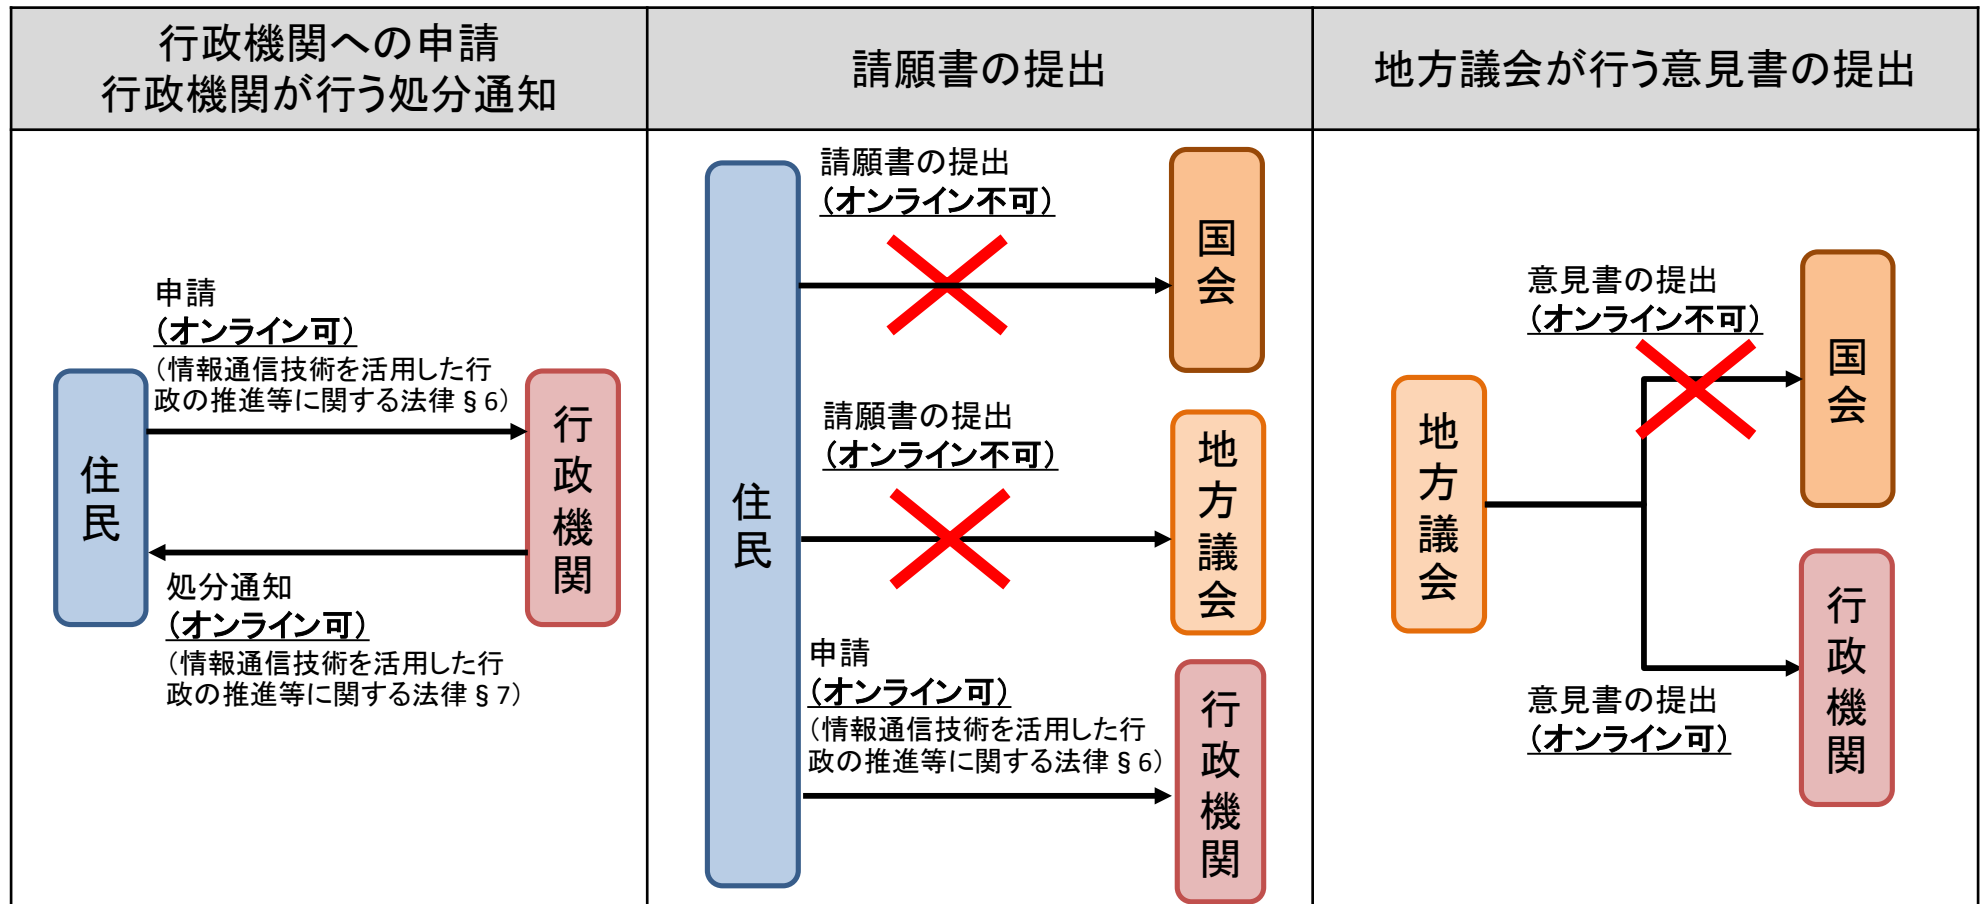 行政機関への申請
行政機関が行う処分通知
請願書の提出
地方議会が行う意見書の提出
申請
（オンライン可）
（情報通信技術を活用した行
政の推進等に関する法律§6）
住民
行政機関
処分通知
（オンライン可）
（情報通信技術を活用した行
政の推進等に関する法律§7）
住民
請願書の提出
（オンライン不可）
国会
請願書の提出
（オンライン不可）
地方議会
申請
（オンライン可）
（情報通信技術を活用した行
政の推進等に関する法律§6）
行政機関
地方議会
意見書の提出
（オンライン不可）
国会
意見書の提出
（オンライン可）
行政機関